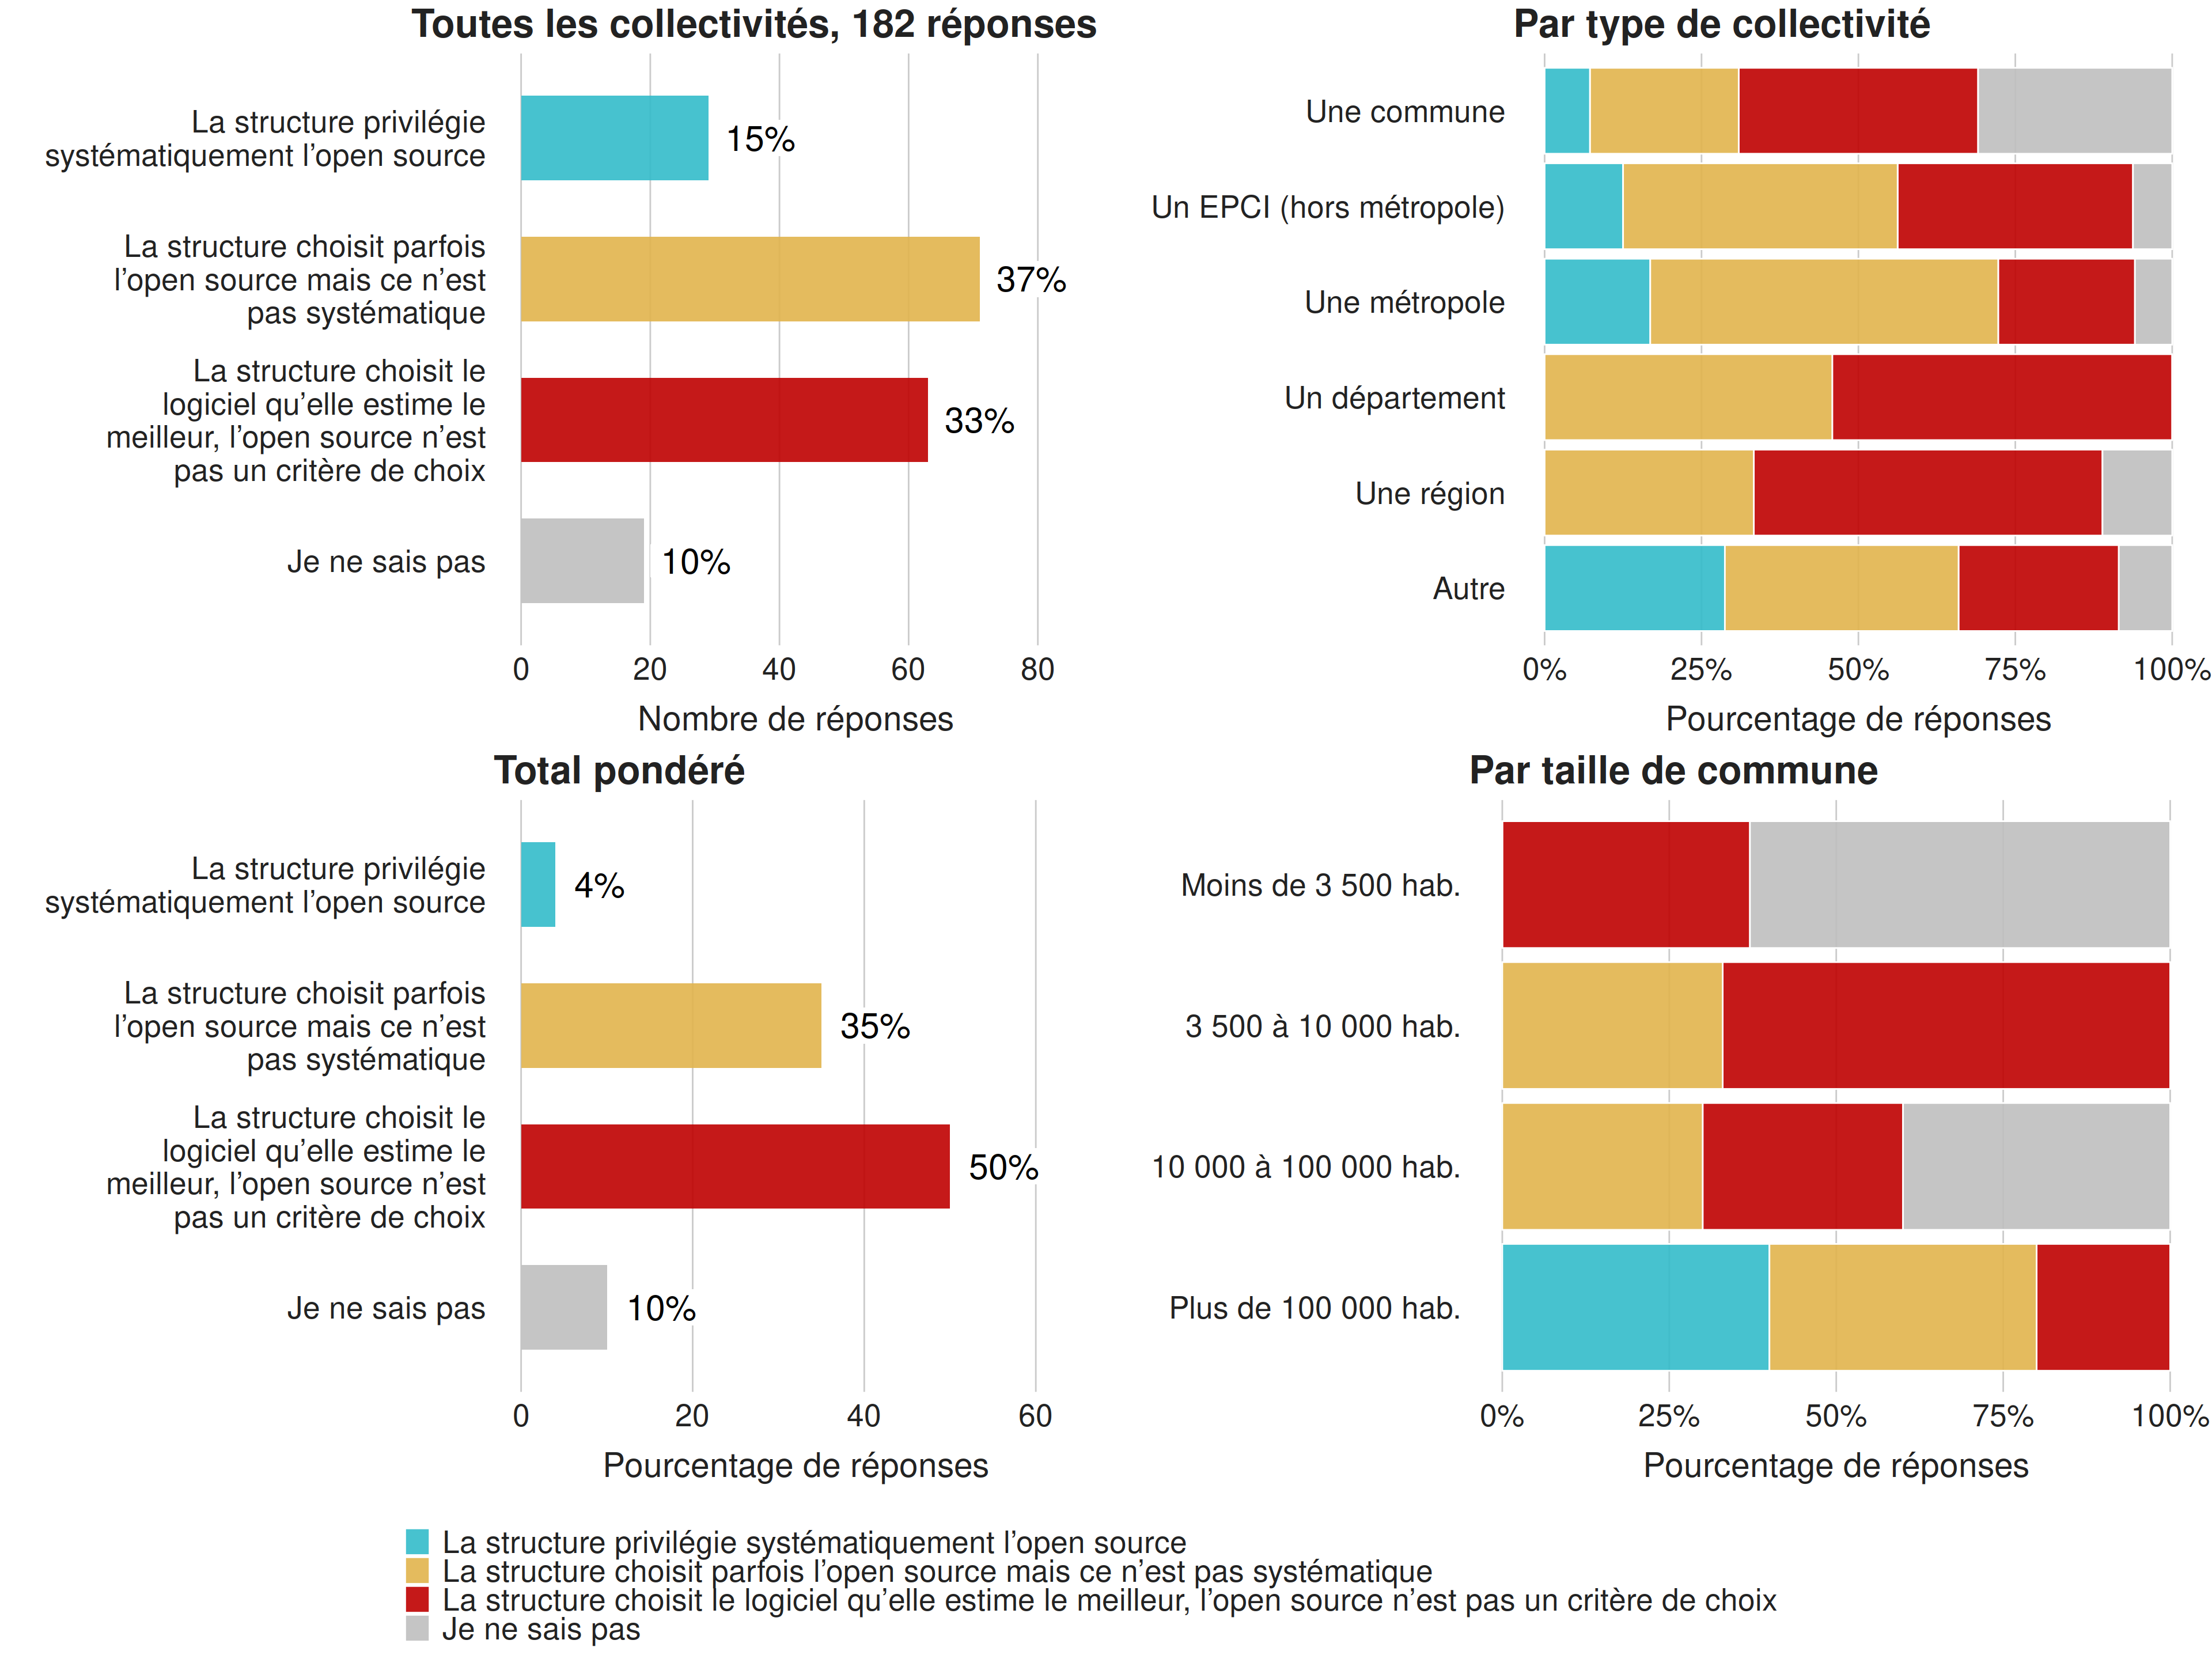 Toutes les collectivités, 182 réponses
La structure privilégie
systématiquement l’open source
15%
La structure choisit parfois
l’open source mais ce n’est
pas systématique
37%
La structure choisit le
logiciel qu’elle estime le
meilleur, l’open source n’est
pas un critère de choix
33%
Je ne sais pas
10%
0 20 40 60 80
Nombre de réponses
Par type de collectivité
Une commune
Un EPCI (hors métropole)
Une métropole
Un département
Une région
Autre
0% 25% 50% 75% 100%
Pourcentage de réponses
Total pondéré
La structure privilégie
systématiquement l’open source
4%
La structure choisit parfois
l’open source mais ce n’est
pas systématique
35%
La structure choisit le
logiciel qu’elle estime le
meilleur, l’open source n’est
pas un critère de choix
50%
Je ne sais pas
10%
0 20 40 60
Pourcentage de réponses
Par taille de commune
Moins de 3 500 hab.
3 500 à 10 000 hab.
10 000 à 100 000 hab.
Plus de 100 000 hab.
0% 25% 50% 75% 100%
Pourcentage de réponses
La structure privilégie systématiquement l’open source
La structure choisit parfois l’open source mais ce n’est pas systématique
La structure choisit le logiciel qu’elle estime le meilleur, l’open source n’est pas un critère de choix
Je ne sais pas